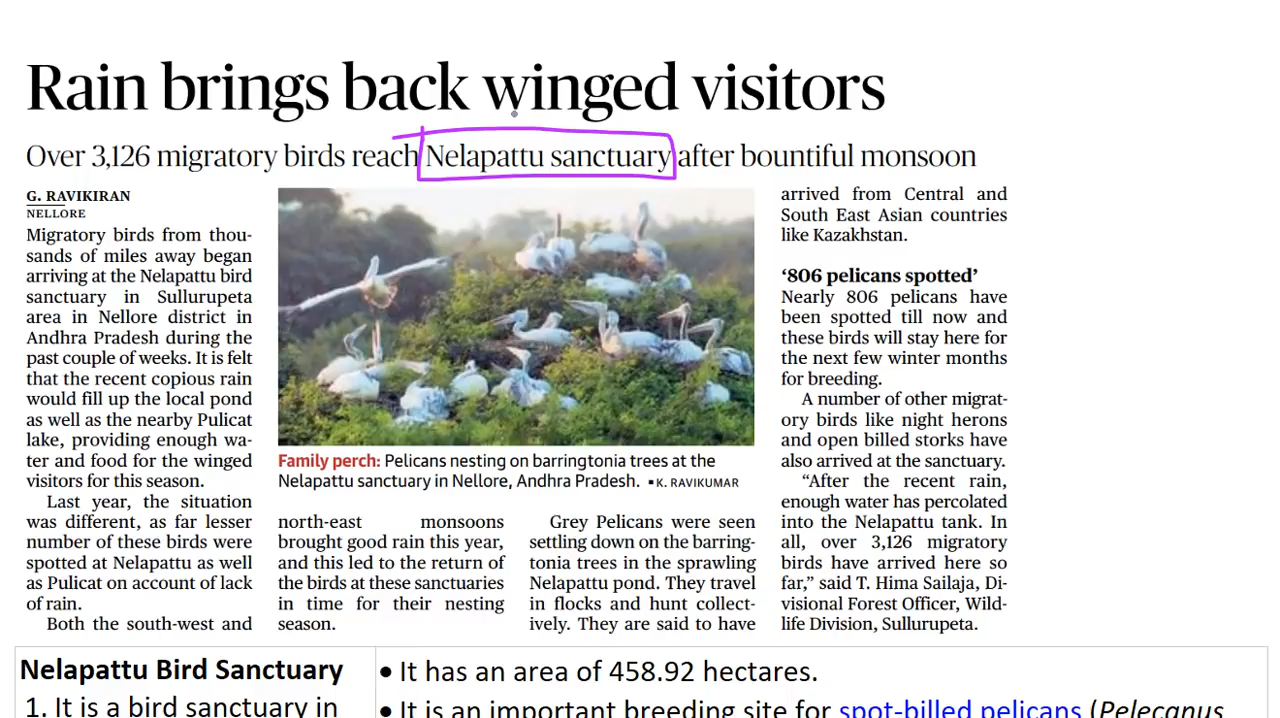 Rain brings back winged visitors
Over 3,126 migratory birds reach Nelapattu sanctuary after bountiful monsoon
G. RAVIKIRAN
NELLORE
Migratory birds from thou-
sands of miles away began
arriving at the Nelapattu bird
sanctuary in Sullurupeta
area in Nellore district in
Andhra Pradesh during the
past couple of weeks. It is felt
that the recent copious rain
would fill up the local pond
as well as the nearby Pulicat
lake, providing enough wa-
ter and food for the winged
visitors for this season.
Last year, the situation
was different, as far lesser
number of these birds were
spotted at Nelapattu as well
as Pulicat on account of lack
of rain.
Both the south-west and
Family perch: Pelicans nesting on barringtonia trees at the
Nelapattu sanctuary in Nellore, Andhra Pradesh. ▪ K. RAVIKUMAR
north-east monsoons
brought good rain this year,
and this led to the return of
the birds at these sanctuaries
in time for their nesting
season.
Grey Pelicans were seen
settling down on the barring-
tonia trees in the sprawling
Nelapattu pond. They travel
in flocks and hunt collect-
ively. They are said to have
arrived from Central and
South East Asian countries
like Kazakhstan.
‘806 pelicans spotted’
Nearly 806 pelicans have
been spotted till now and
these birds will stay here for
the next few winter months
for breeding.
A number of other migrat-
ory birds like night herons
and open billed storks have
also arrived at the sanctuary.
“After the recent rain,
enough water has percolated
into the Nelapattu tank. In
all, over 3,126 migratory
birds have arrived here so
far,” said T. Hima Sailaja, Di-
visional Forest Officer, Wild-
life Division, Sullurupeta.
Nelapattu Bird Sanctuary
1. It is a bird sanctuary in
• It has an area of 458.92 hectares.
• It is an important breeding site for spot-billed pelicans (Pelecanus